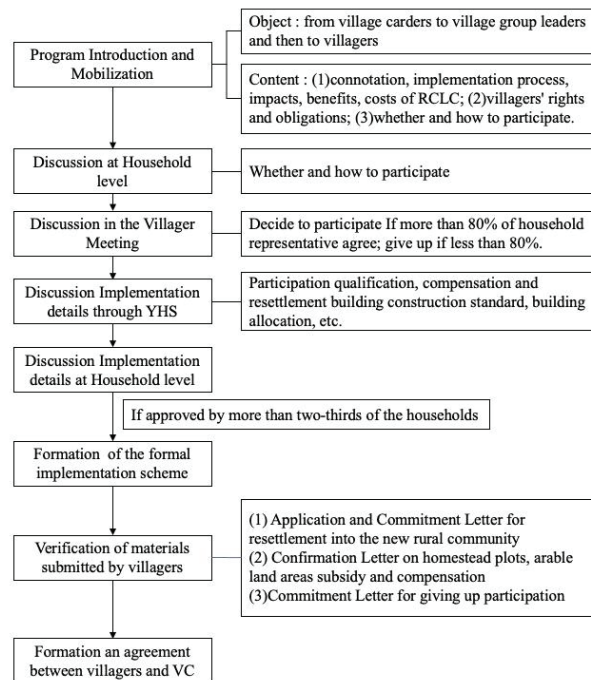 Object : from village carders to village group leaders
and then to villagers
Program Introduction and
Mobilization
Content : (1)connotation, implementation process,
impacts, benefits, costs of RCLC; (2)villagers' rights
and obligations; (3)whether and how to participate.
Discussion at Household
level
Whether and how to participate
Discussion in the Villager
Meeting
Decide to participate If more than 80% of household
representative agree; give up if less than 80%.
Discussion Implementation
details through YHS
Participation qualification, compensation and
resettlement building construction standard, building
allocation, etc.
Discussion Implementation
details at Household level
If approved by more than two-thirds of the households
Formation of the formal
implementation scheme
Verification of materials
submitted by villagers
(1) Application and Commitment Letter for
resettlement into the new rural community
(2) Confirmation Letter on homestead plots, arable
land areas subsidy and compensation
(3)Commitment Letter for giving up participation
Formation an agreement
between villagers and VC